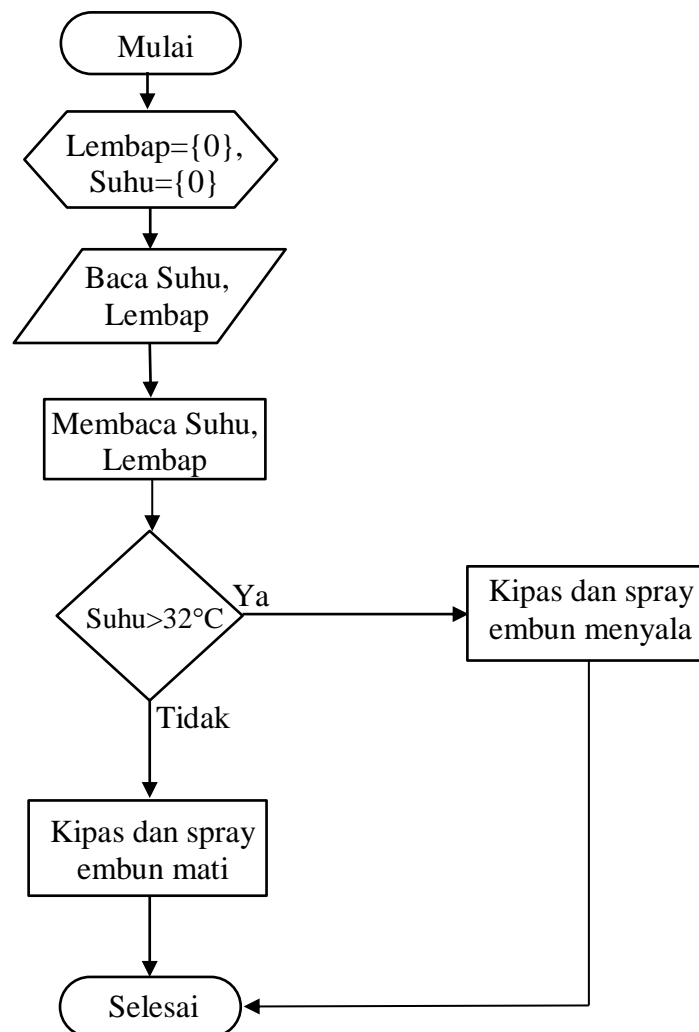 Mulai
Lembap={0},
Suhu={0}
Baca Suhu,
Lembap
Membaca Suhu,
Lembap
Suhu>32°C
Ya
Kipas dan spray
embun menyala
Tidak
Kipas dan spray
embun mati
Selesai